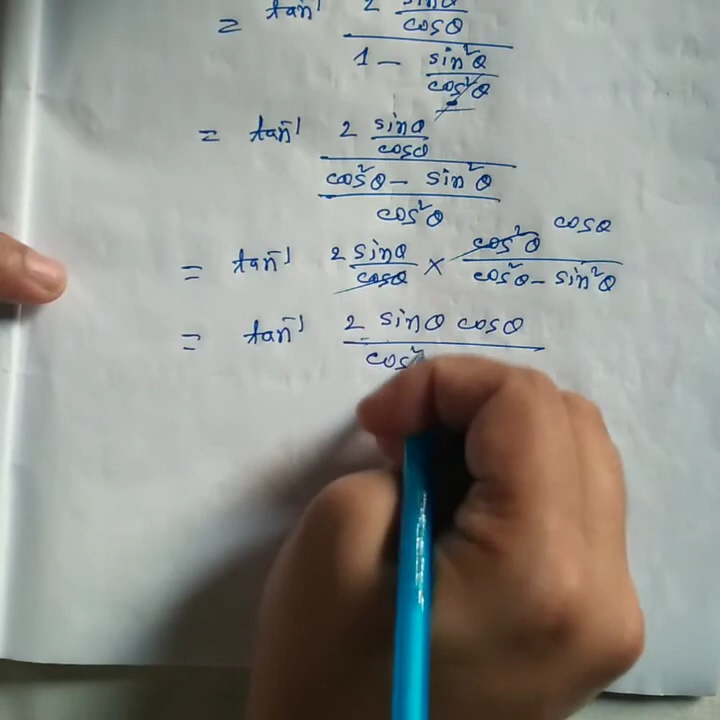 = tan⁻¹ 2 sinθ/cosθ / 1 − sin²θ/cos²θ
= tan⁻¹ 2 sinθ/cosθ / cos²θ − sin²θ/cos²θ
= tan⁻¹ 2 sinθ/cosθ × cos²θ cosθ/cos²θ − sin²θ
= tan⁻¹ 2 sinθ cosθ/cos²